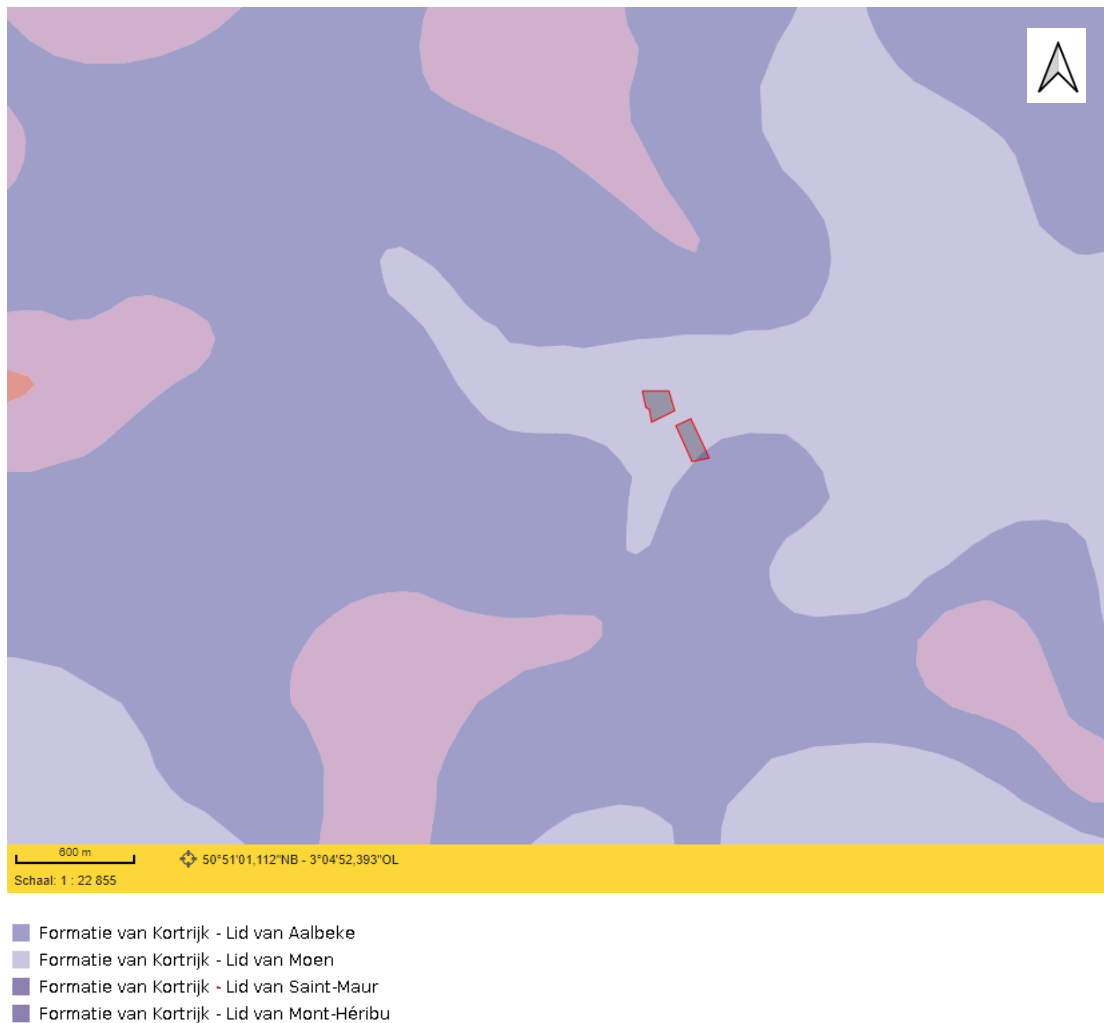 600 m
50°51'01,112"NB - 3°04'52,393"OL
Schaal: 1 : 22 855
Formatie van Kortrijk - Lid van Aalbeke
Formatie van Kortrijk - Lid van Moen
Formatie van Kortrijk - Lid van Saint-Maur
Formatie van Kortrijk - Lid van Mont-Héribu